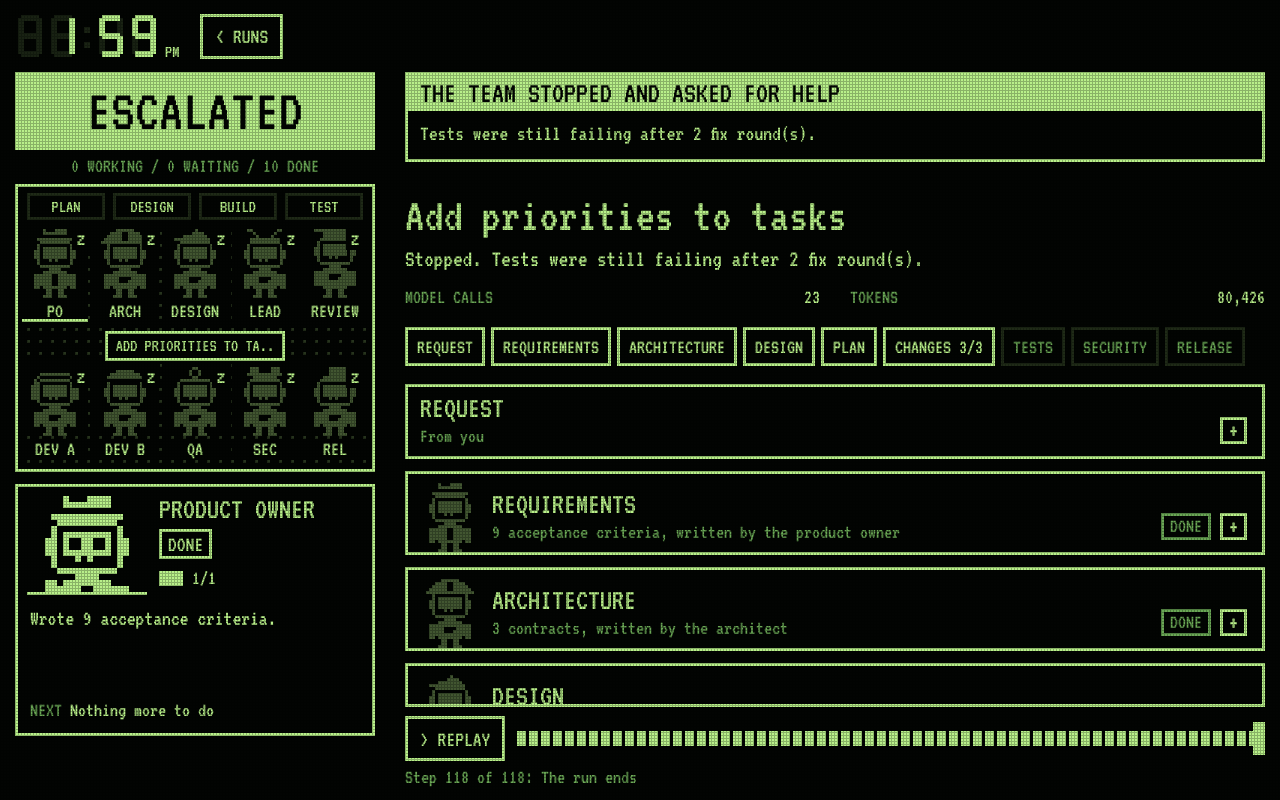 1:59 PM
< RUNS
ESCALATED
0 WORKING / 0 WAITING / 10 DONE
PLAN DESIGN BUILD TEST
Z Z Z Z Z
PO ARCH DESIGN LEAD REVIEW
ADD PRIORITIES TO TA..
Z Z Z Z Z
DEV A DEV B QA SEC REL
PRODUCT OWNER
DONE
1/1
Wrote 9 acceptance criteria.
NEXT Nothing more to do
THE TEAM STOPPED AND ASKED FOR HELP
Tests were still failing after 2 fix round(s).
Add priorities to tasks
Stopped. Tests were still failing after 2 fix round(s).
MODEL CALLS 23 TOKENS 80,426
REQUEST REQUIREMENTS ARCHITECTURE DESIGN PLAN CHANGES 3/3 TESTS SECURITY RELEASE
REQUEST
From you
+
REQUIREMENTS
9 acceptance criteria, written by the product owner
DONE +
ARCHITECTURE
3 contracts, written by the architect
DONE +
DESIGN
> REPLAY
Step 118 of 118: The run ends